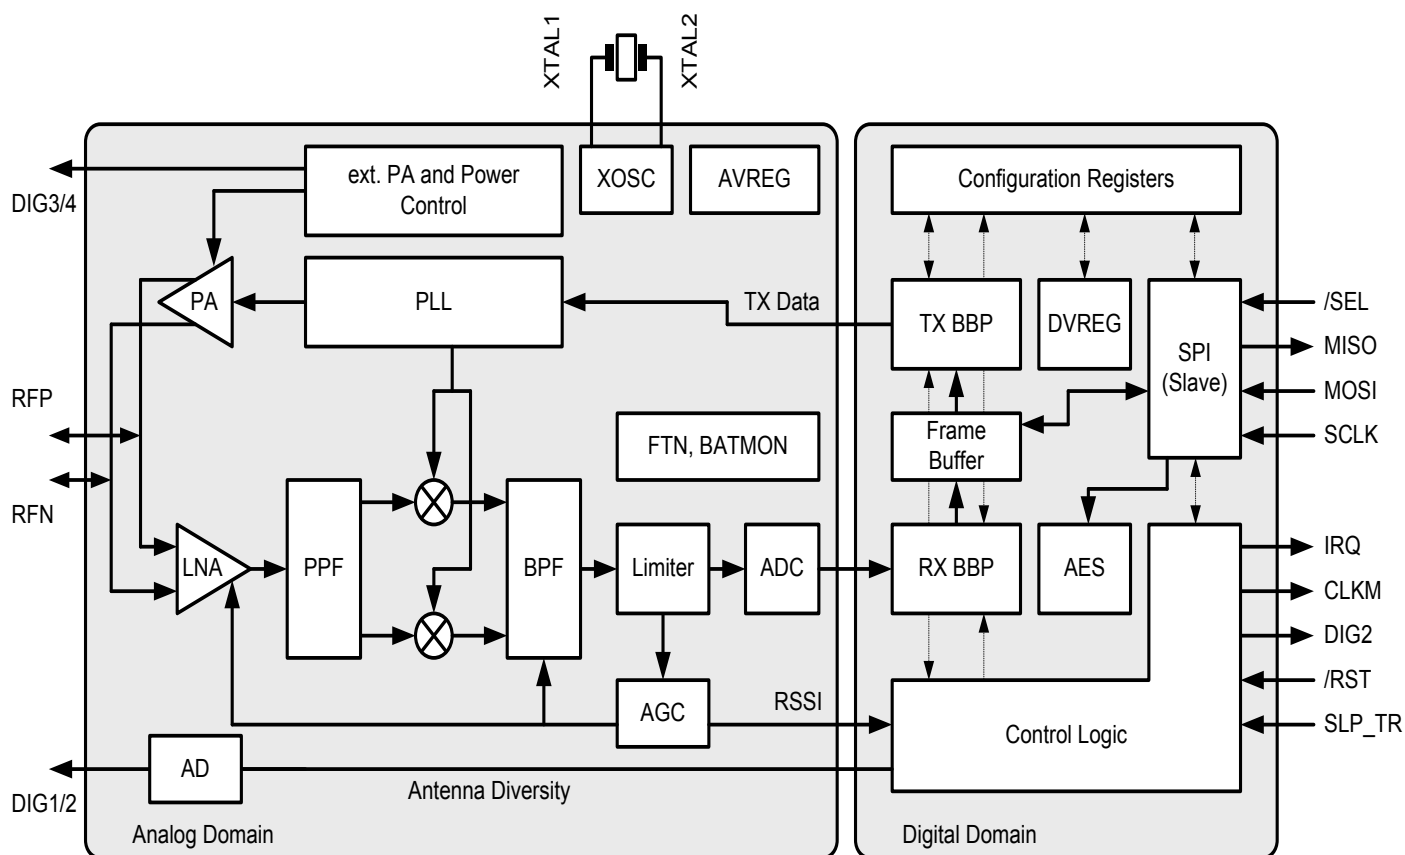 XTAL1
XTAL2
ext. PA and Power
Control
XOSC
AVREG
Configuration Registers
DIG3/4
PA
PLL
TX Data
TX BBP
DVREG
SPI
(Slave)
/SEL
MISO
MOSI
SCLK
RFP
RFN
FTN, BATMON
Frame
Buffer
LNA
PPF
BPF
Limiter
ADC
RX BBP
AES
IRQ
CLKM
DIG2
/RST
SLP_TR
AGC
RSSI
Control Logic
AD
DIG1/2
Antenna Diversity
Analog Domain
Digital Domain